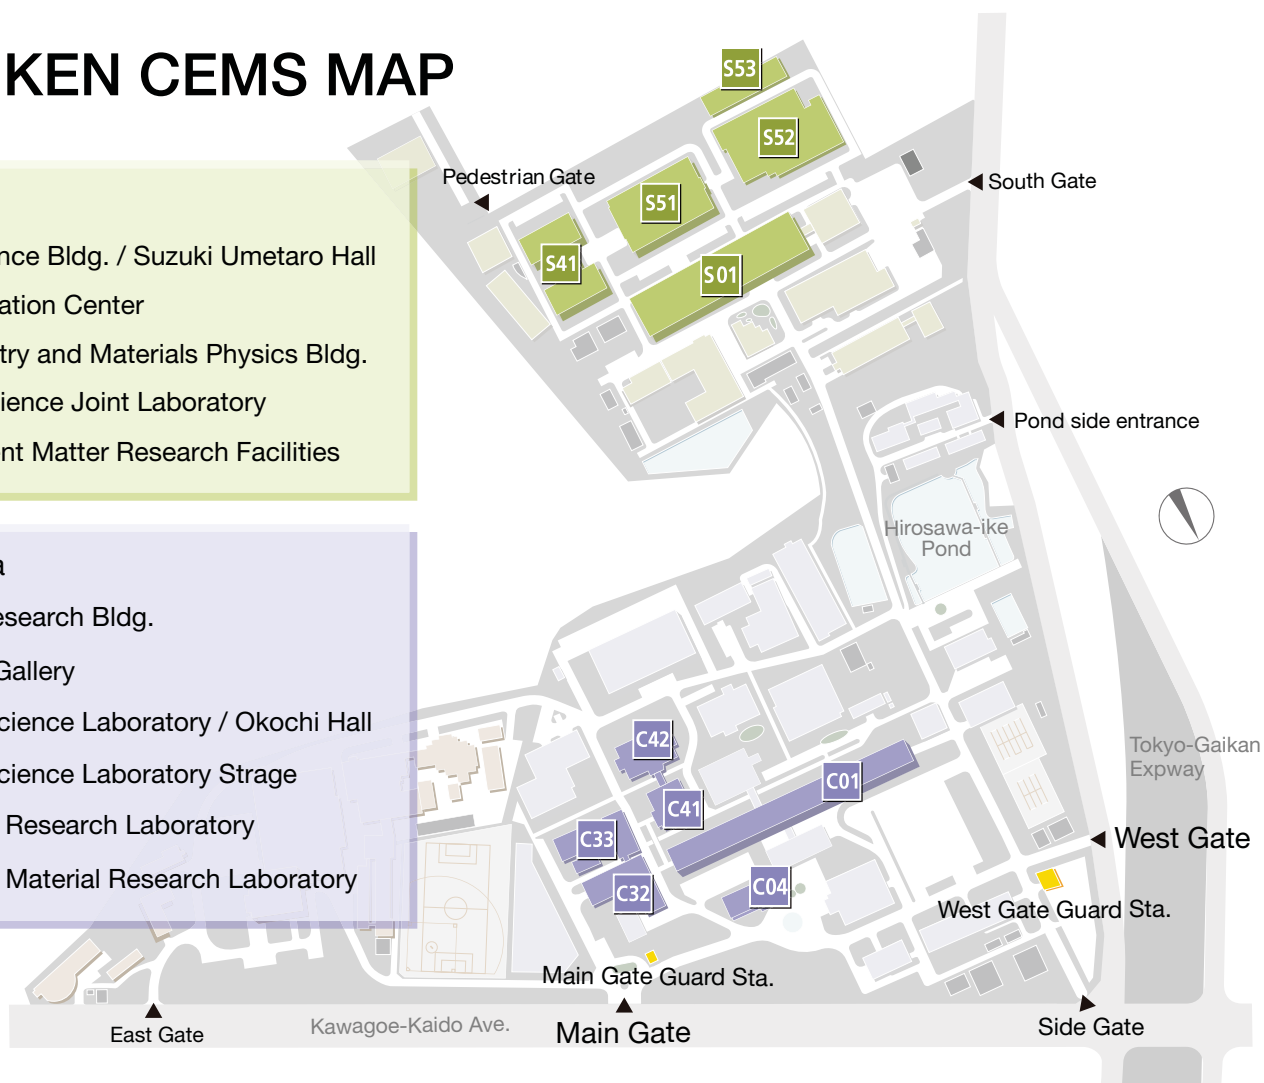 KEN CEMS MAP
nce Bldg. / Suzuki Umetaro Hall
ation Center
try and Materials Physics Bldg.
ience Joint Laboratory
nt Matter Research Facilities
a
esearch Bldg.
Gallery
cience Laboratory / Okochi Hall
cience Laboratory Strage
Research Laboratory
Material Research Laboratory
S53
S52
Pedestrian Gate
South Gate
S51
S41
S01
Pond side entrance
Hirosawa-ike
Pond
C42
Tokyo-Gaikan
Expway
C01
C41
C33
West Gate
C32
C04
West Gate Guard Sta.
Main Gate Guard Sta.
East Gate
Kawagoe-Kaido Ave.
Main Gate
Side Gate